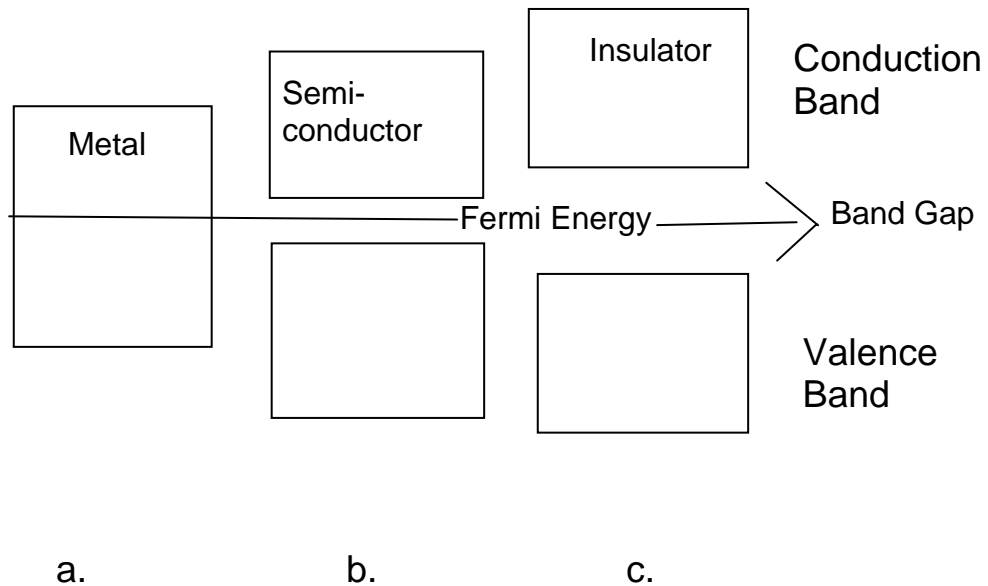 Metal
Semi-
conductor
Insulator
Conduction
Band
Fermi Energy
Band Gap
Valence
Band
a.
b.
c.